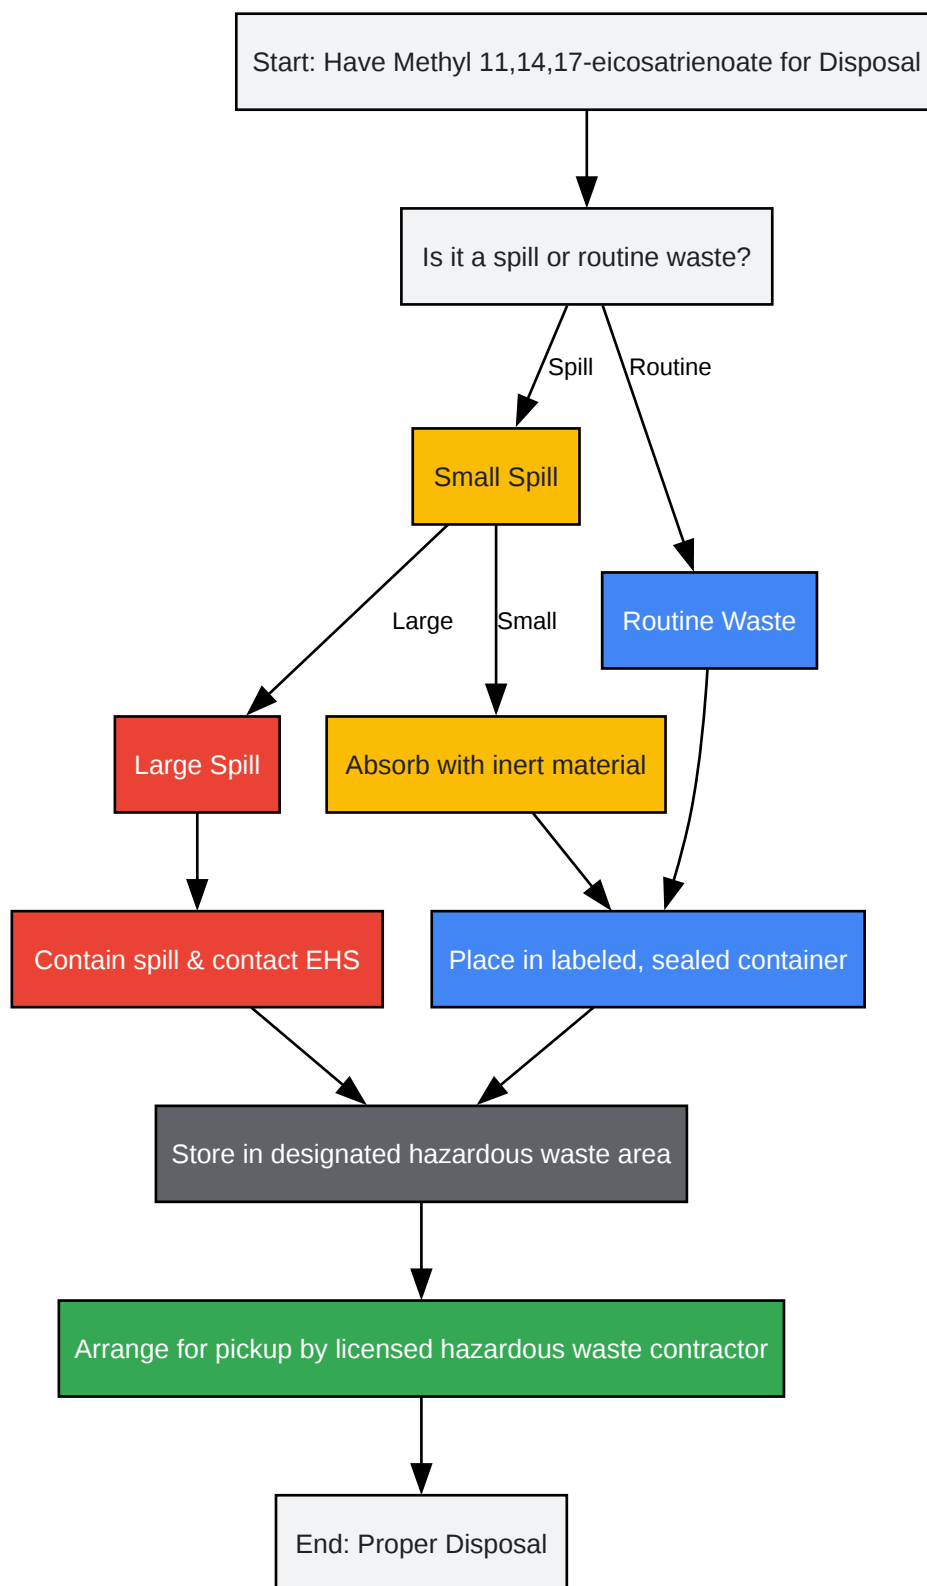 Start: Have Methyl 11,14,17-eicosatrienoate for Disposal
Is it a spill or routine waste?
Spill
Routine
Small Spill
Large
Small
Routine Waste
Large Spill
Absorb with inert material
Contain spill & contact EHS
Place in labeled, sealed container
Store in designated hazardous waste area
Arrange for pickup by licensed hazardous waste contractor
End: Proper Disposal